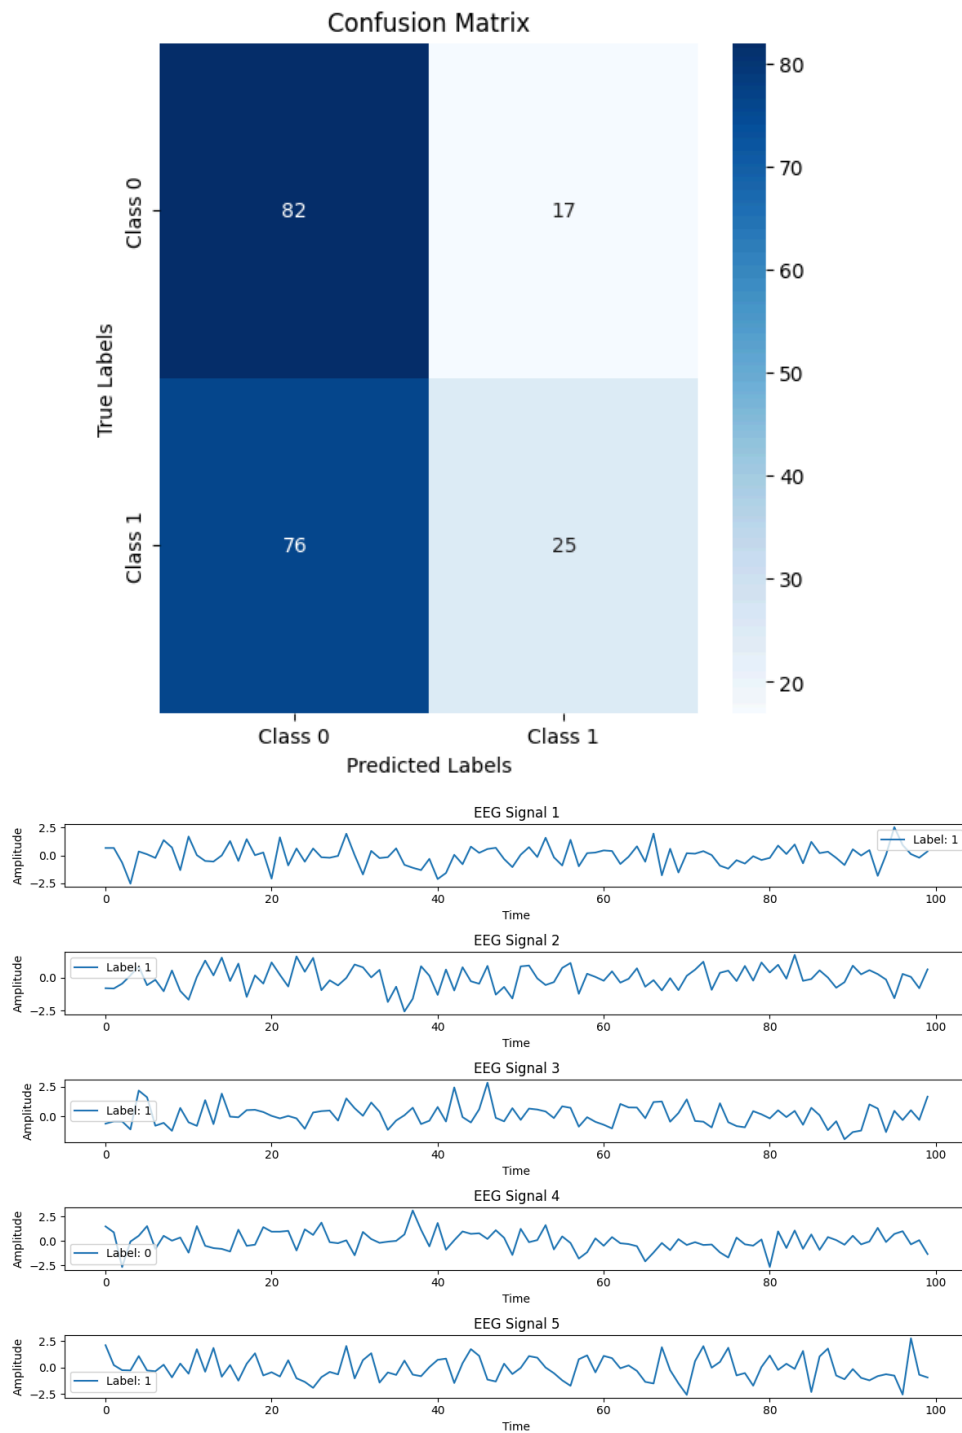 Confusion Matrix
True Labels
Class 0
Class 1
82
17
76
25
Class 0
Class 1
Predicted Labels
80
70
60
50
40
30
20
EEG Signal 1
Amplitude
2.5
0.0
−2.5
Label: 1
0
20
40
60
80
100
Time
EEG Signal 2
Amplitude
0.0
−2.5
Label: 1
0
20
40
60
80
100
Time
EEG Signal 3
Amplitude
2.5
0.0
Label: 1
0
20
40
60
80
100
Time
EEG Signal 4
Amplitude
2.5
0.0
−2.5
Label: 0
0
20
40
60
80
100
Time
EEG Signal 5
Amplitude
2.5
0.0
−2.5
Label: 1
0
20
40
60
80
100
Time